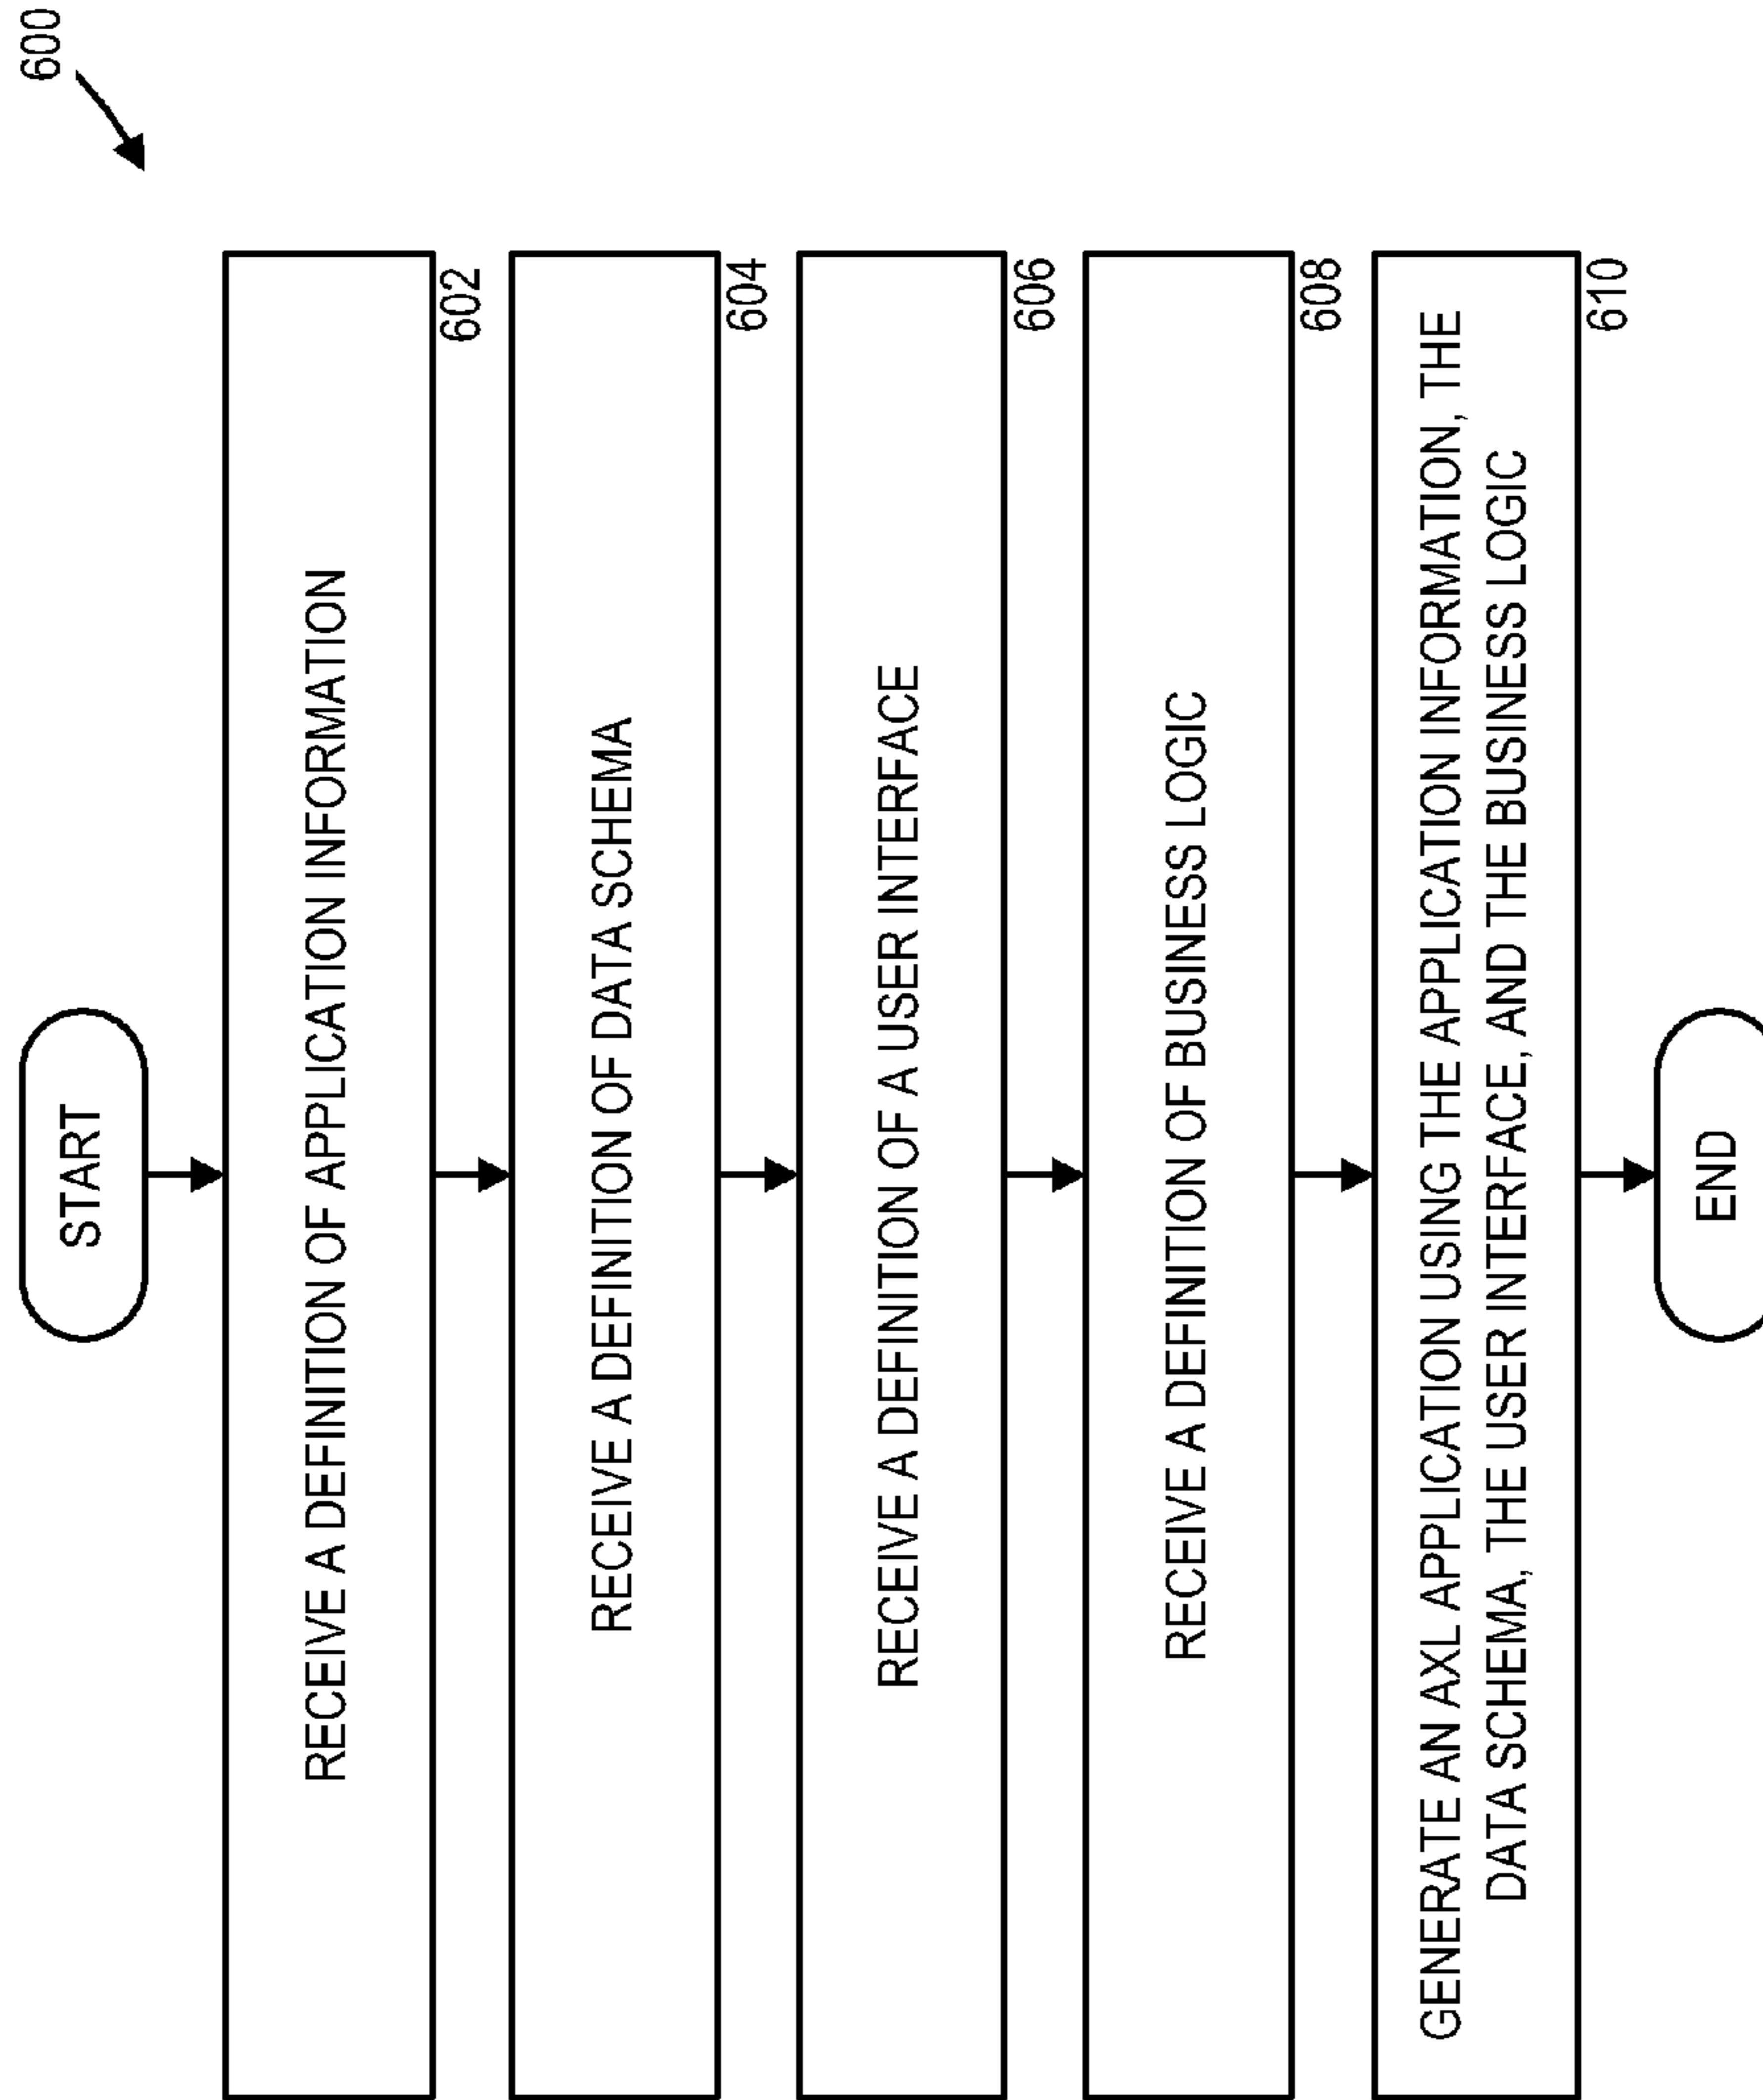 600
START
RECEIVE A DEFINITION OF APPLICATION INFORMATION
602
RECEIVE A DEFINITION OF DATA SCHEMA
604
RECEIVE A DEFINITION OF A USER INTERFACE
606
RECEIVE A DEFINITION OF BUSINESS LOGIC
608
GENERATE AN AXL APPLICATION USING THE APPLICATION INFORMATION, THE
DATA SCHEMA, THE USER INTERFACE, AND THE BUSINESS LOGIC
610
END